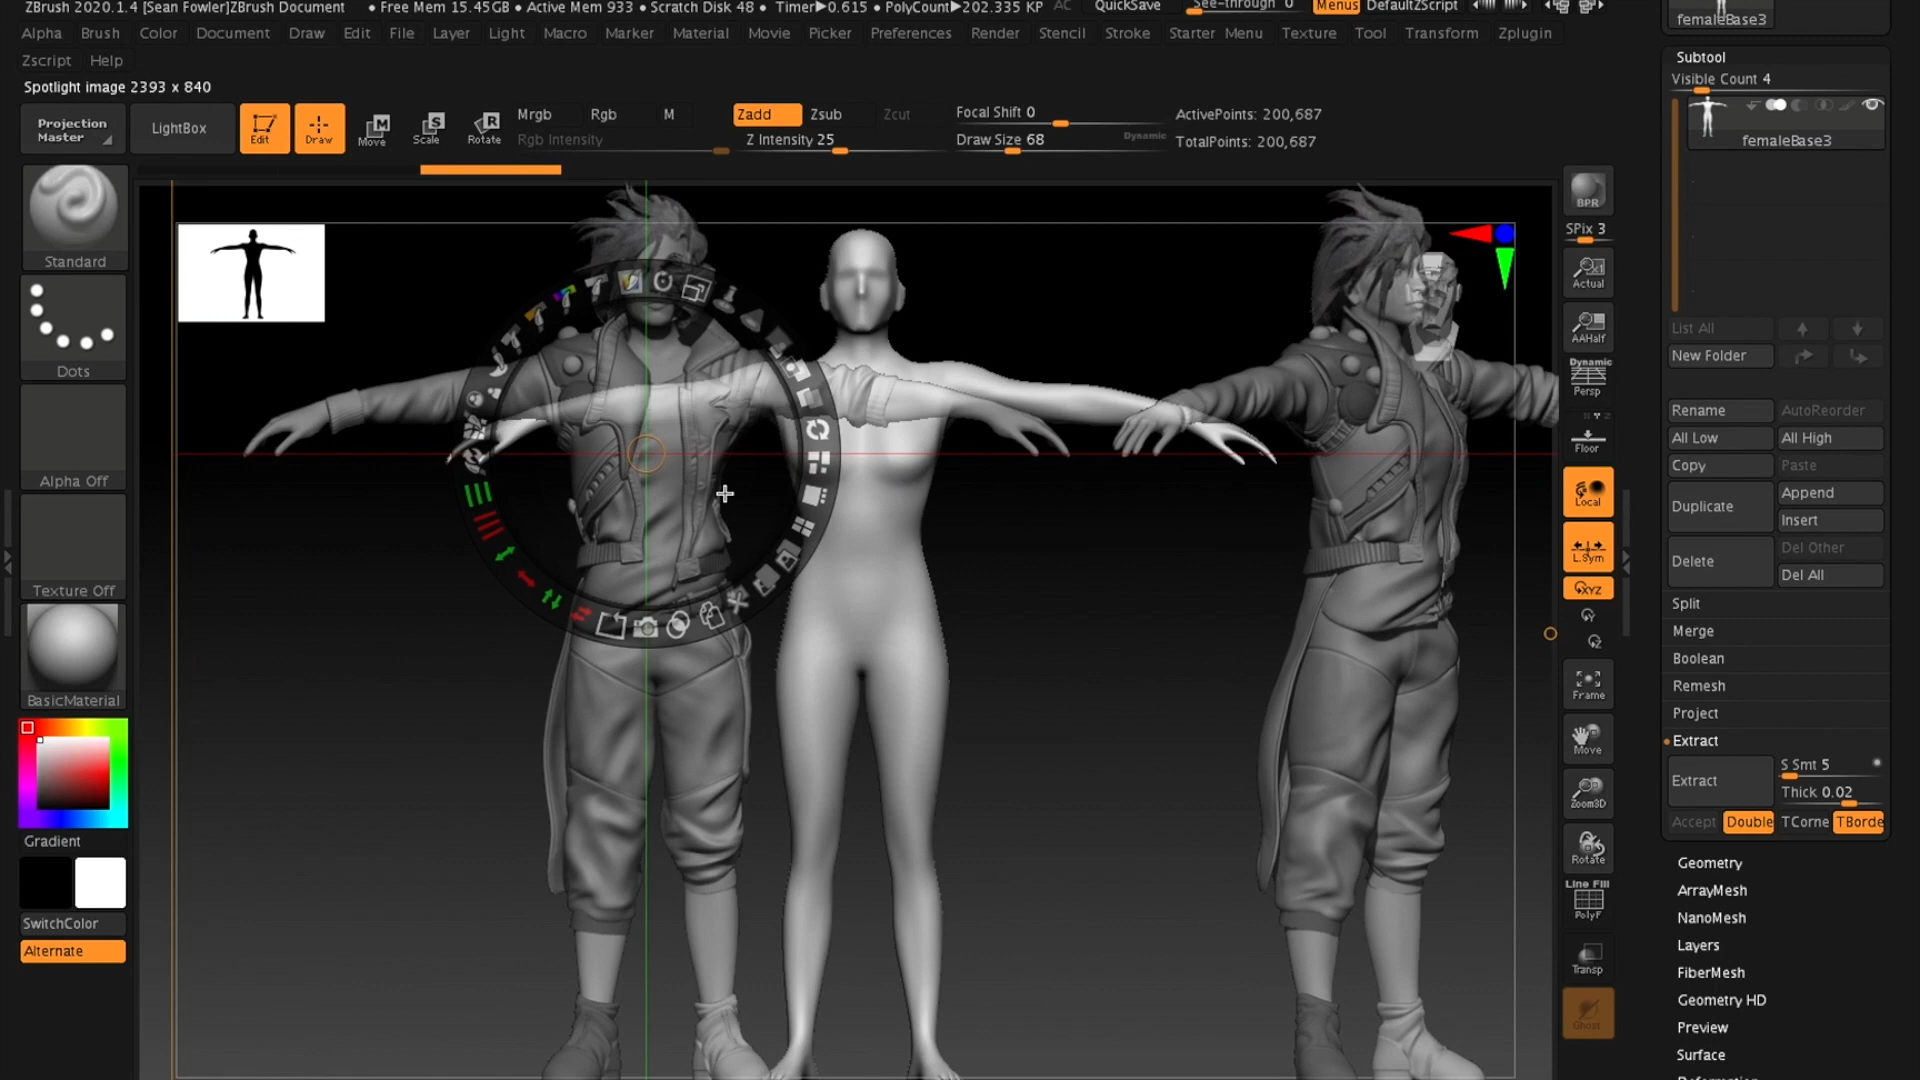 ZBrush 2020.1.4 [Sean Fowler]ZBrush Document • Free Mem 15.45GB • Active Mem 933 • Scratch Disk 48 • Timer▶0.615 • PolyCount▶202.335 KP AC QuickSave See-through 0 Menus DefaultZScript
Alpha Brush Color Document Draw Edit File Layer Light Macro Marker Material Movie Picker Preferences Render Stencil Stroke Starter Menu Texture Tool Transform Zplugin
Zscript Help
Spotlight image 2393 x 840
Projection Master
LightBox
Edit
Draw
Move
Scale
Rotate
Mrgb Rgb M
Rgb Intensity
Zadd Zsub Zcut
Z Intensity 25
Focal Shift 0
Draw Size 68 Dynamic
ActivePoints: 200,687
TotalPoints: 200,687
Standard
Dots
Alpha Off
Texture Off
BasicMaterial
Gradient
SwitchColor
Alternate
BPR
SPix 3
Actual
AAHalf
Dynamic
Persp
Floor
Local
L.Sym
XYZ
Frame
Move
Zoom3D
Rotate
Line Fill
PolyF
Transp
Ghost
femaleBase3
Subtool
Visible Count 4
femaleBase3
List All
New Folder
Rename AutoReorder
All Low All High
Copy Paste
Duplicate Append
Insert
Delete Del Other
Del All
Split
Merge
Boolean
Remesh
Project
Extract
Extract S Smt 5
Thick 0.02
Accept Double TCorne TBorde
Geometry
ArrayMesh
NanoMesh
Layers
FiberMesh
Geometry HD
Preview
Surface
Deformation